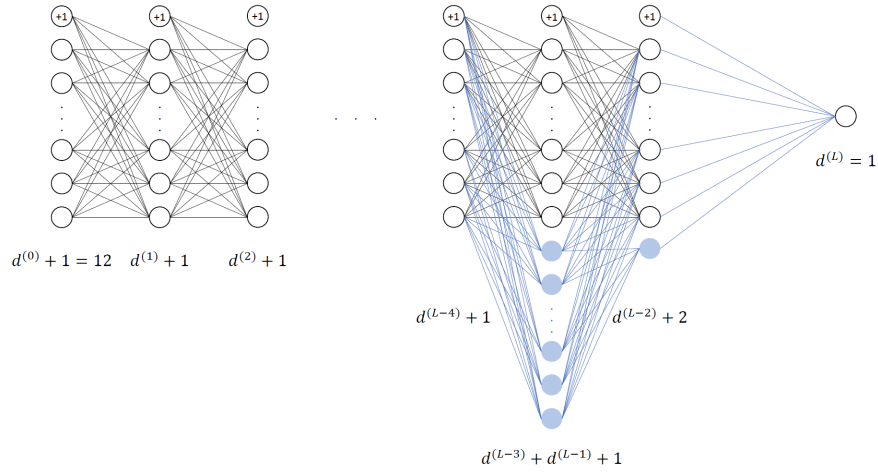 +1 +1 +1 +1 +1 +1
. . .
d^(L) = 1
d^(0) + 1 = 12 d^(1) + 1 d^(2) + 1
d^(L−4) + 1 d^(L−2) + 2
d^(L−3) + d^(L−1) + 1